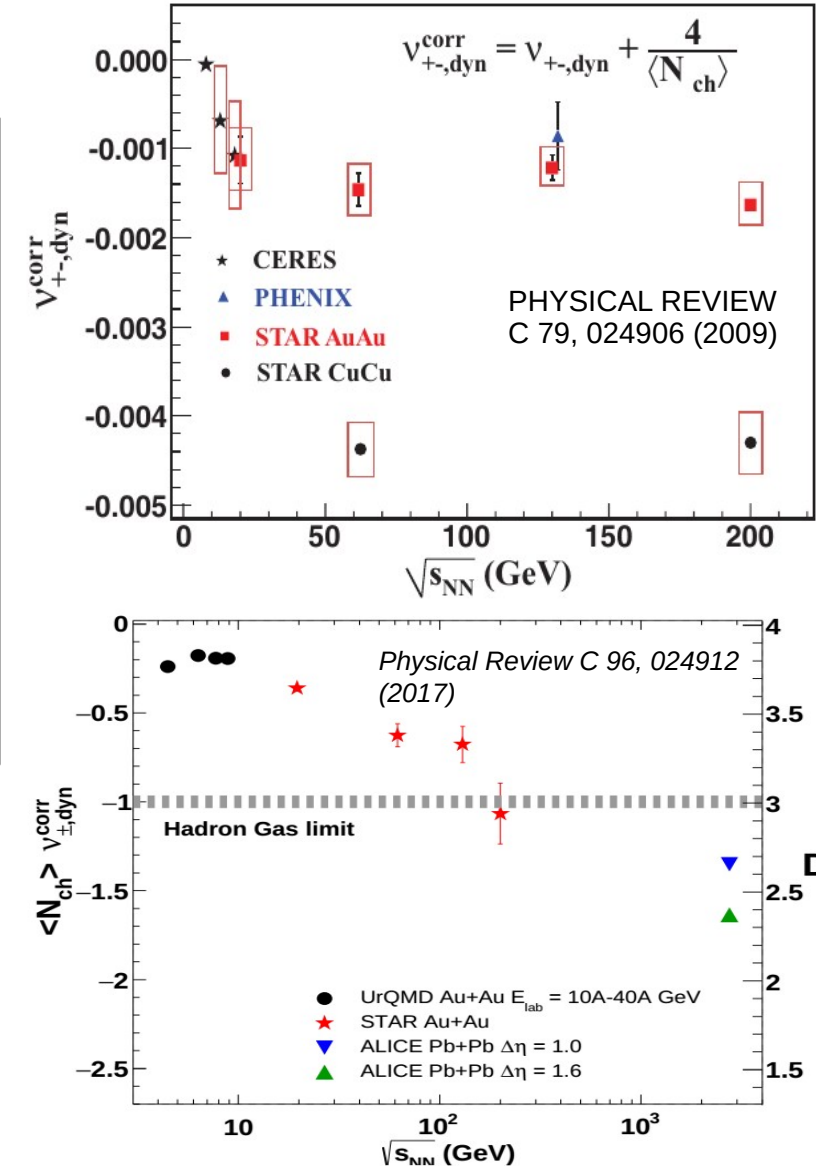 ν^corr_+-,dyn = ν_+-,dyn + 4/⟨N_ch⟩
0.000
-0.001
-0.002
-0.003
-0.004
-0.005
ν^corr_+-,dyn
CERES
PHENIX
STAR AuAu
STAR CuCu
PHYSICAL REVIEW
C 79, 024906 (2009)
0 50 100 150 200
√s_NN (GeV)
0
−0.5
−1
−1.5
−2
−2.5
<N_ch> ν^corr_±,dyn
4
3.5
3
2.5
2
1.5
D
Physical Review C 96, 024912
(2017)
Hadron Gas limit
UrQMD Au+Au E_lab = 10A-40A GeV
STAR Au+Au
ALICE Pb+Pb Δη = 1.0
ALICE Pb+Pb Δη = 1.6
10 10² 10³
√s_NN (GeV)